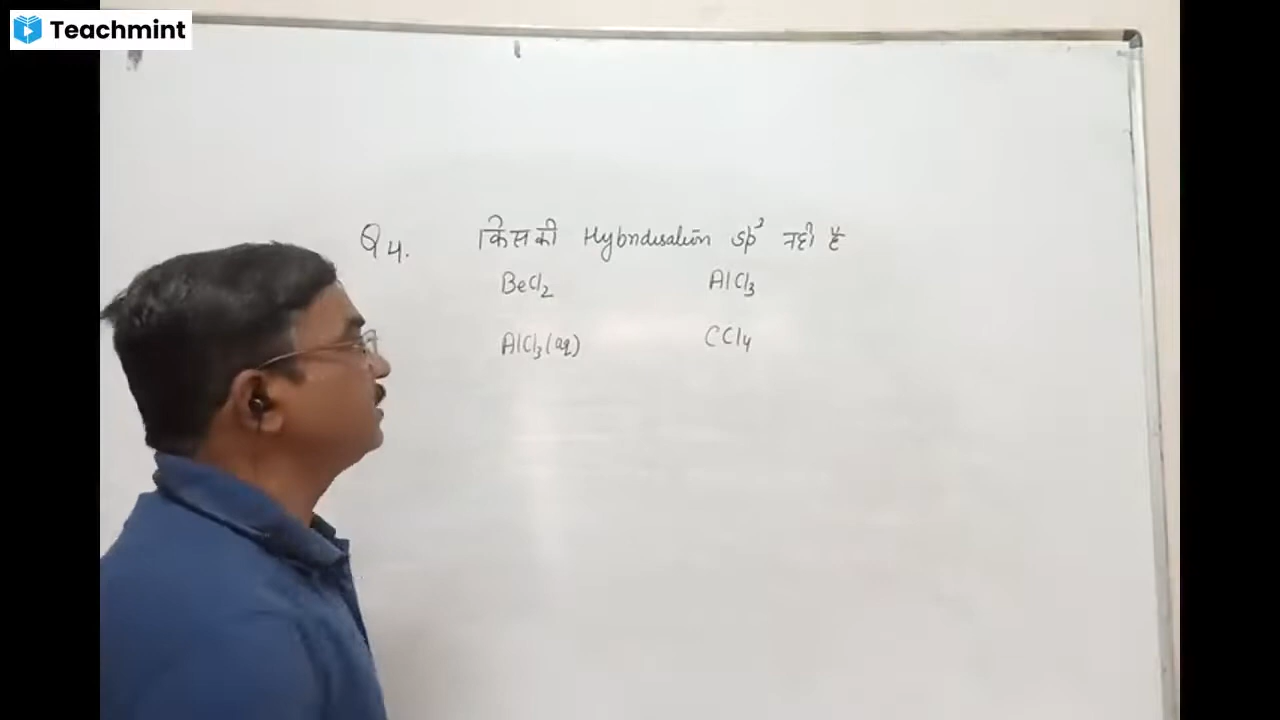 Teachmint
Q4. किसकी Hybridisation sp³ नही है
BeCl₂ AlCl₃
AlCl₃(aq) CCl₄